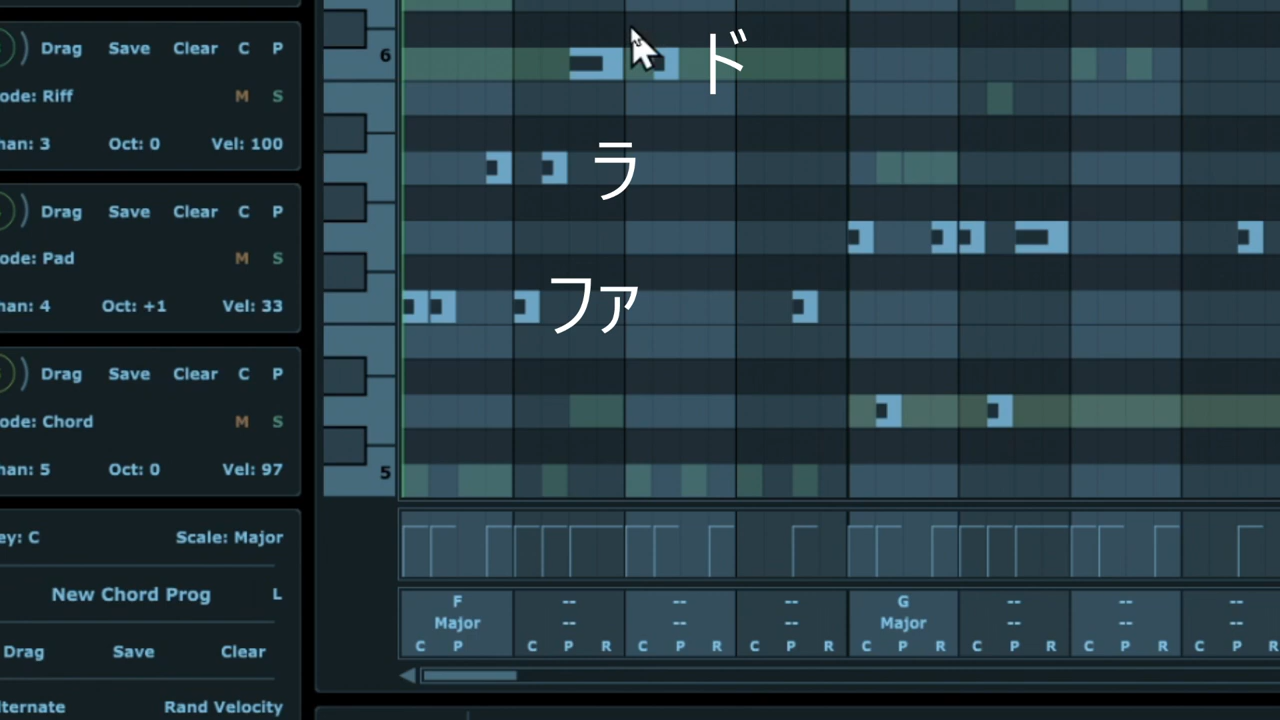 Drag Save Clear C P
ode: Riff M S
han: 3 Oct: 0 Vel: 100
Drag Save Clear C P
ode: Pad M S
han: 4 Oct: +1 Vel: 33
Drag Save Clear C P
ode: Chord M S
han: 5 Oct: 0 Vel: 97
ey: C Scale: Major
New Chord Prog L
Drag Save Clear
lternate Rand Velocity
6
5
ド
ラ
ファ
F -- -- -- G -- -- --
Major -- -- -- Major -- -- --
C P C P R C P R C P R C P R C P R C P R C P R